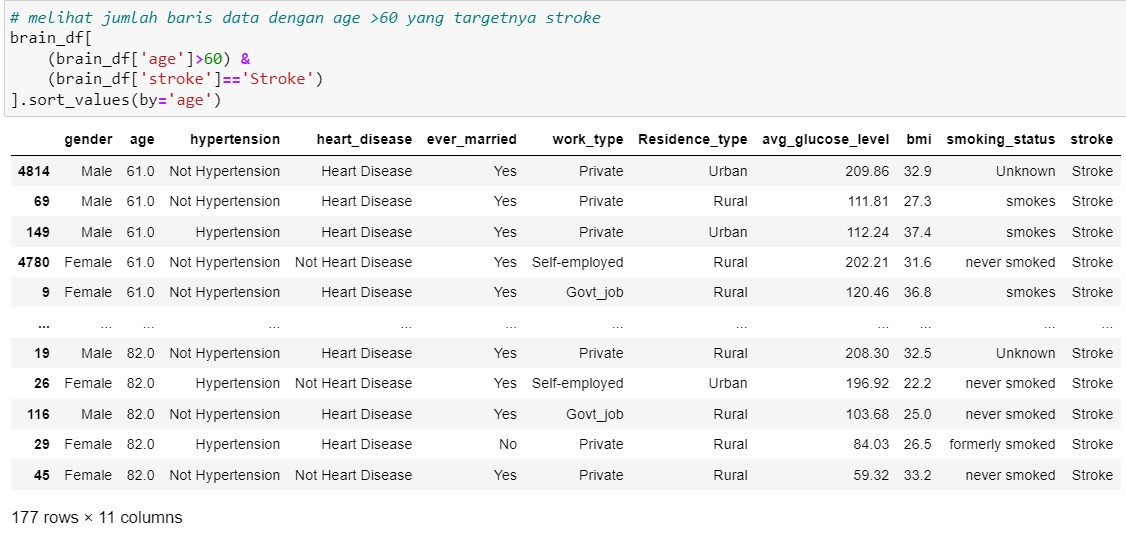 # melihat jumlah baris data dengan age >60 yang targetnya stroke
brain_df[
    (brain_df['age']>60) &
    (brain_df['stroke']=='Stroke')
].sort_values(by='age')
gender age hypertension heart_disease ever_married work_type Residence_type avg_glucose_level bmi smoking_status stroke
4814 Male 61.0 Not Hypertension Heart Disease Yes Private Urban 209.86 32.9 Unknown Stroke
69 Male 61.0 Not Hypertension Heart Disease Yes Private Rural 111.81 27.3 smokes Stroke
149 Male 61.0 Hypertension Heart Disease Yes Private Urban 112.24 37.4 smokes Stroke
4780 Female 61.0 Not Hypertension Not Heart Disease Yes Self-employed Rural 202.21 31.6 never smoked Stroke
9 Female 61.0 Not Hypertension Heart Disease Yes Govt_job Rural 120.46 36.8 smokes Stroke
... ... ... ... ... ... ... ... ... ... ... ...
19 Male 82.0 Not Hypertension Heart Disease Yes Private Rural 208.30 32.5 Unknown Stroke
26 Female 82.0 Hypertension Not Heart Disease Yes Self-employed Urban 196.92 22.2 never smoked Stroke
116 Male 82.0 Not Hypertension Heart Disease Yes Govt_job Rural 103.68 25.0 never smoked Stroke
29 Female 82.0 Hypertension Heart Disease No Private Rural 84.03 26.5 formerly smoked Stroke
45 Female 82.0 Not Hypertension Not Heart Disease Yes Private Rural 59.32 33.2 never smoked Stroke
177 rows × 11 columns